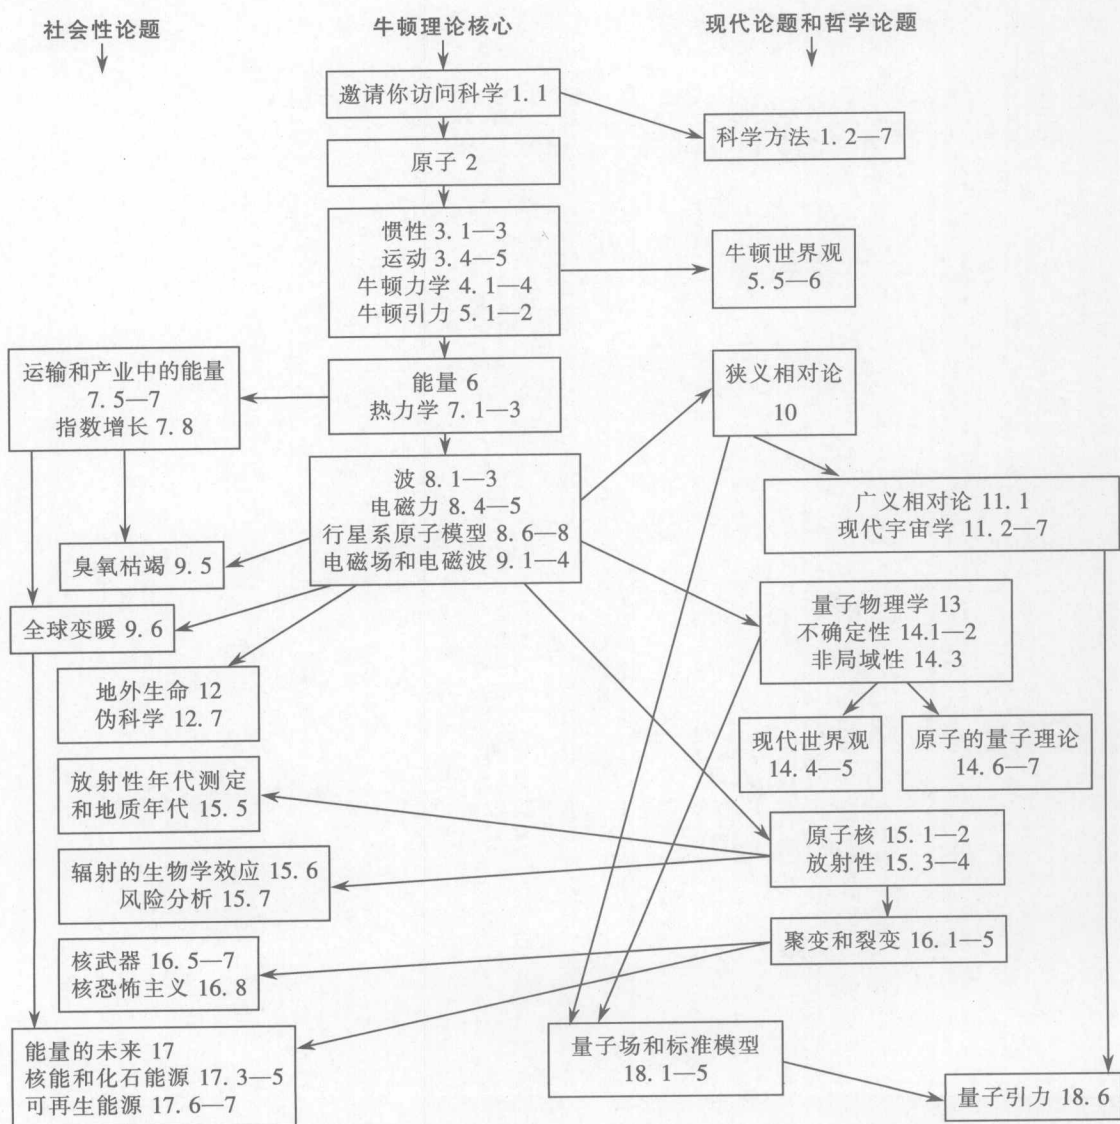 社会性论题
牛顿理论核心
现代论题和哲学论题
邀请你访问科学 1. 1
科学方法 1. 2—7
原子 2
惯性 3. 1—3
运动 3. 4—5
牛顿力学 4. 1—4
牛顿引力 5. 1—2
牛顿世界观
5. 5—6
运输和产业中的能量
7. 5—7
指数增长 7. 8
能量 6
热力学 7. 1—3
狭义相对论
10
波 8. 1—3
电磁力 8. 4—5
行星系原子模型 8. 6—8
电磁场和电磁波 9. 1—4
广义相对论 11. 1
现代宇宙学 11. 2—7
臭氧枯竭 9. 5
全球变暖 9. 6
量子物理学 13
不确定性 14.1—2
非局域性 14. 3
地外生命 12
伪科学 12. 7
现代世界观
14. 4—5
原子的量子理论
14. 6—7
放射性年代测定
和地质年代 15. 5
原子核 15. 1—2
放射性 15. 3—4
辐射的生物学效应 15. 6
风险分析 15. 7
聚变和裂变 16. 1—5
核武器 16. 5—7
核恐怖主义 16. 8
能量的未来 17
核能和化石能源 17. 3—5
可再生能源 17. 6—7
量子场和标准模型
18. 1—5
量子引力 18. 6